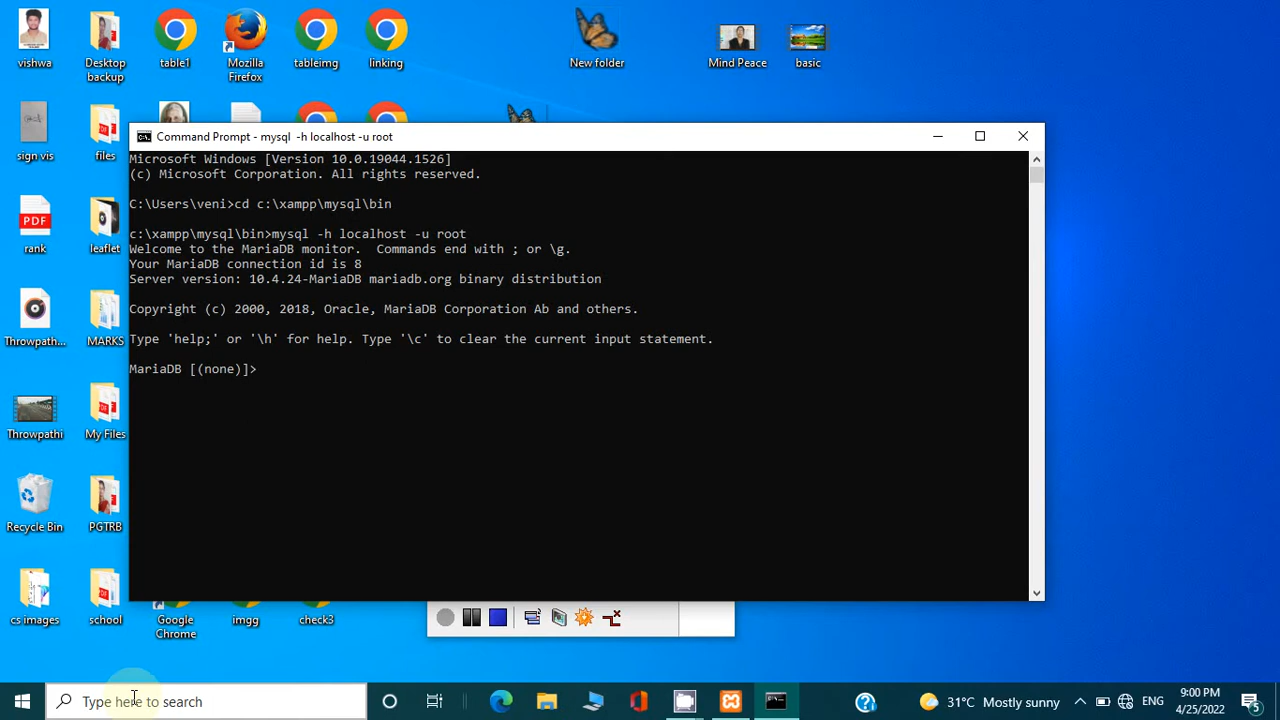 vishwa
Desktop backup
table1
Mozilla Firefox
tableimg
linking
New folder
Mind Peace
basic
sign vis
files
Command Prompt - mysql  -h localhost -u root
Microsoft Windows [Version 10.0.19044.1526]
(c) Microsoft Corporation. All rights reserved.
C:\Users\veni>cd c:\xampp\mysql\bin
c:\xampp\mysql\bin>mysql -h localhost -u root
Welcome to the MariaDB monitor.  Commands end with ; or \g.
Your MariaDB connection id is 8
Server version: 10.4.24-MariaDB mariadb.org binary distribution
Copyright (c) 2000, 2018, Oracle, MariaDB Corporation Ab and others.
Type 'help;' or '\h' for help. Type '\c' to clear the current input statement.
MariaDB [(none)]>
PDF
rank
leaflet
Throwpath...
MARKS
Throwpathi
My Files
Recycle Bin
PGTRB
cs images
school
Google Chrome
imgg
check3
Type here to search
31°C Mostly sunny
ENG
9:00 PM
4/25/2022
5